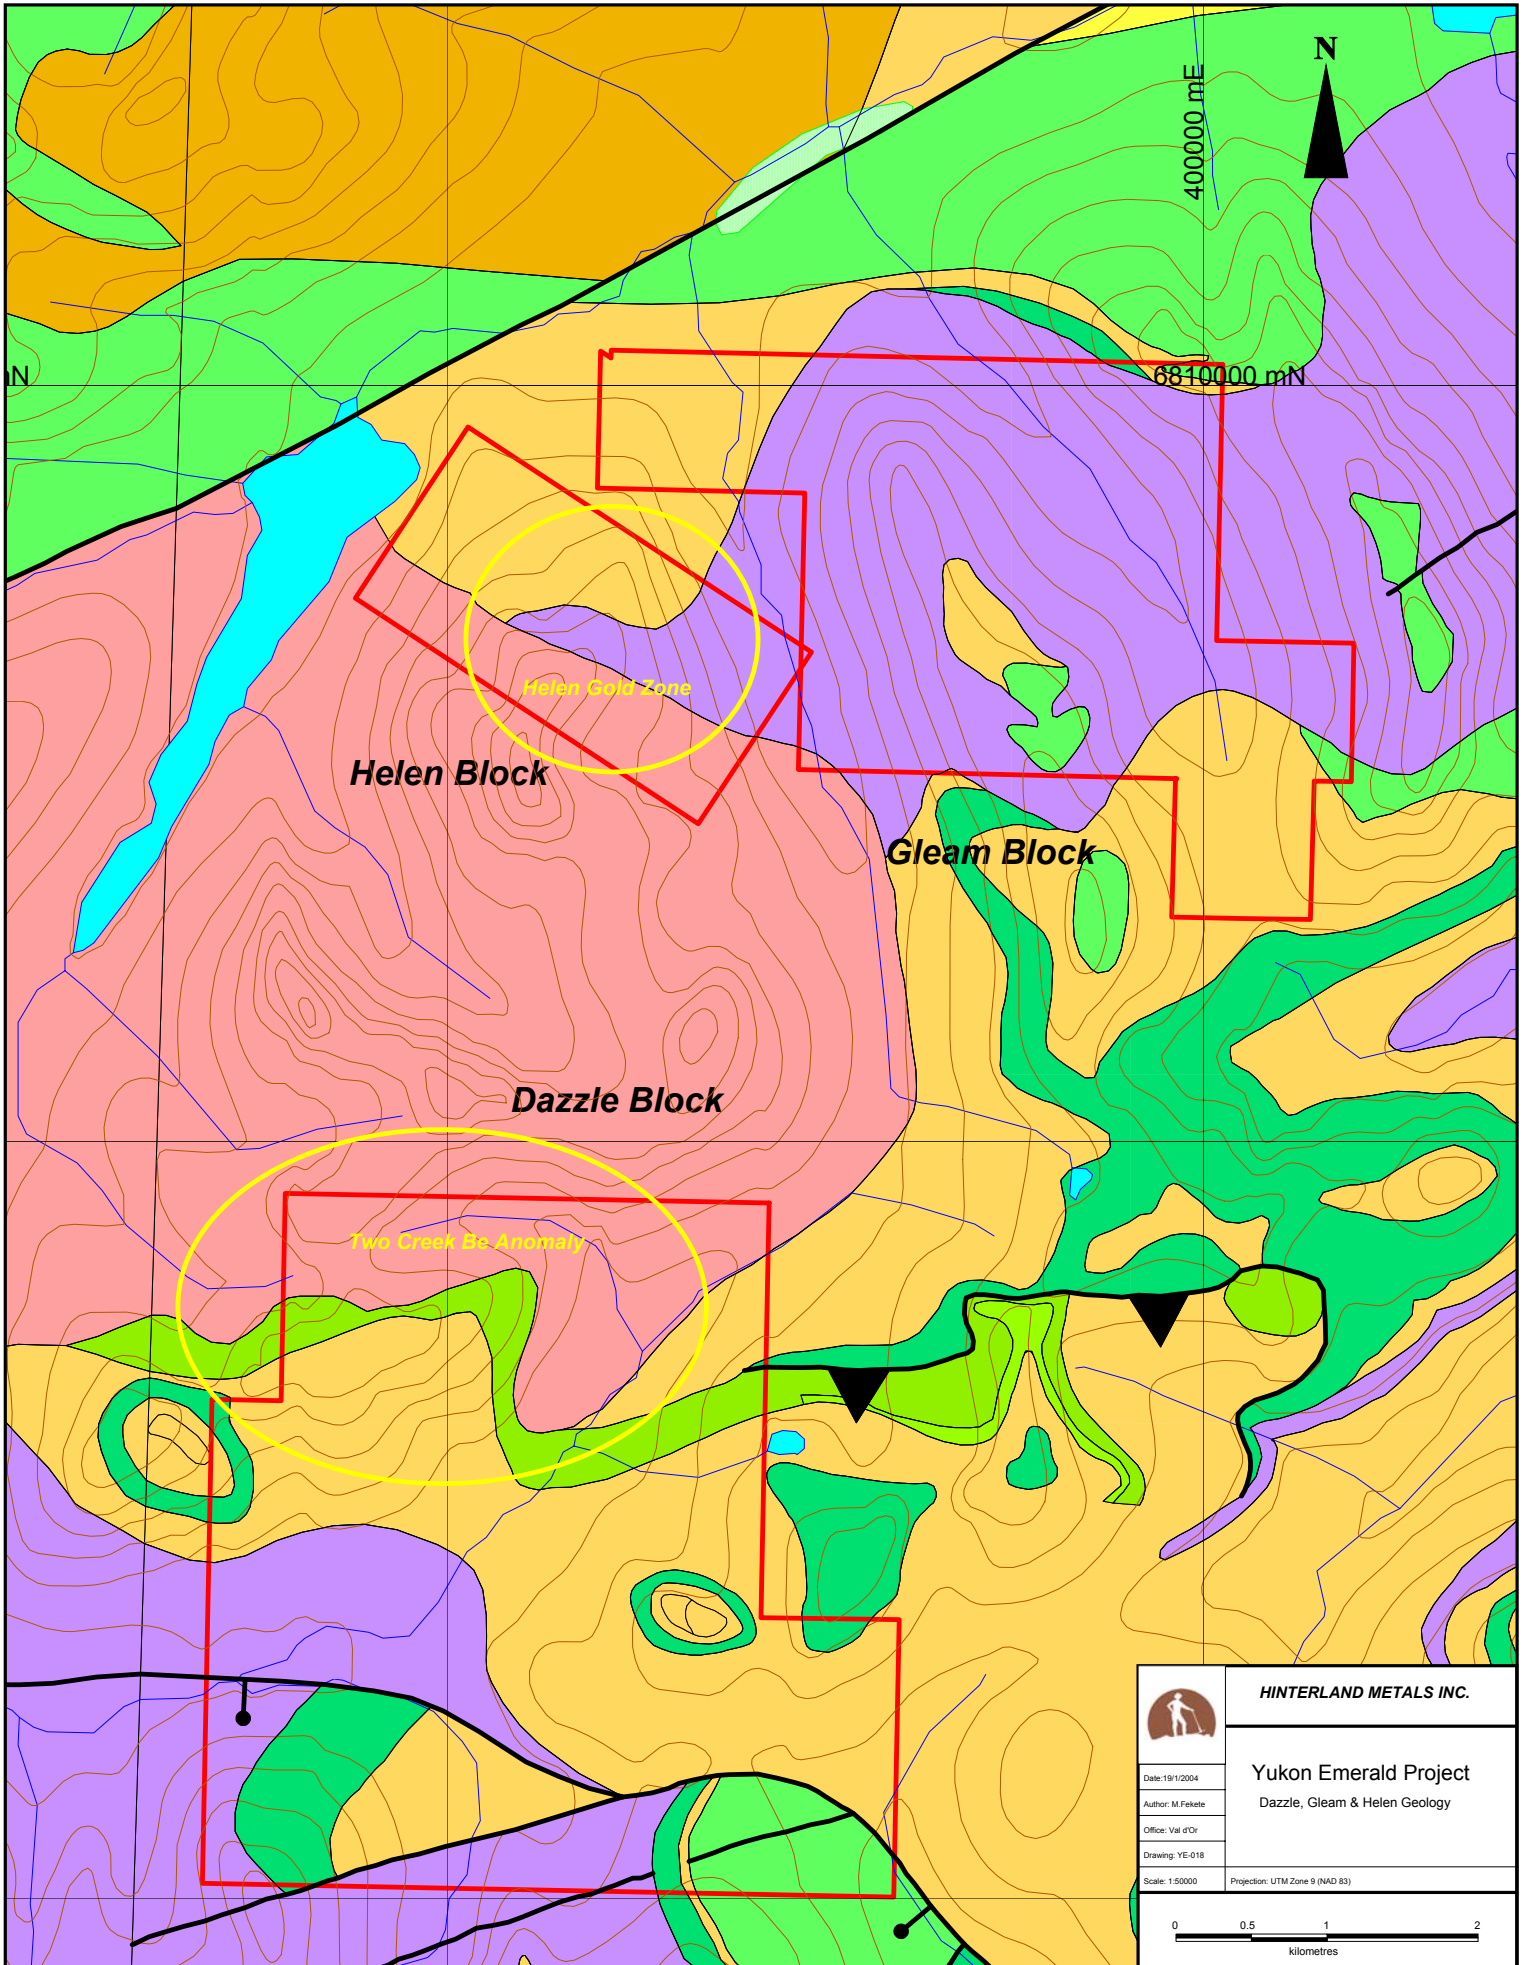 N
400000 mE
N
6810000 mN
Helen Gold Zone
Helen Block
Gleam Block
Dazzle Block
Two Creek Be Anomaly
HINTERLAND METALS INC.
Yukon Emerald Project
Dazzle, Gleam & Helen Geology
Date:19/1/2004
Author: M.Fekete
Office: Val d'Or
Drawing: YE-018
Scale: 1:50000
Projection: UTM Zone 9 (NAD 83)
0 0.5 1 2
kilometres